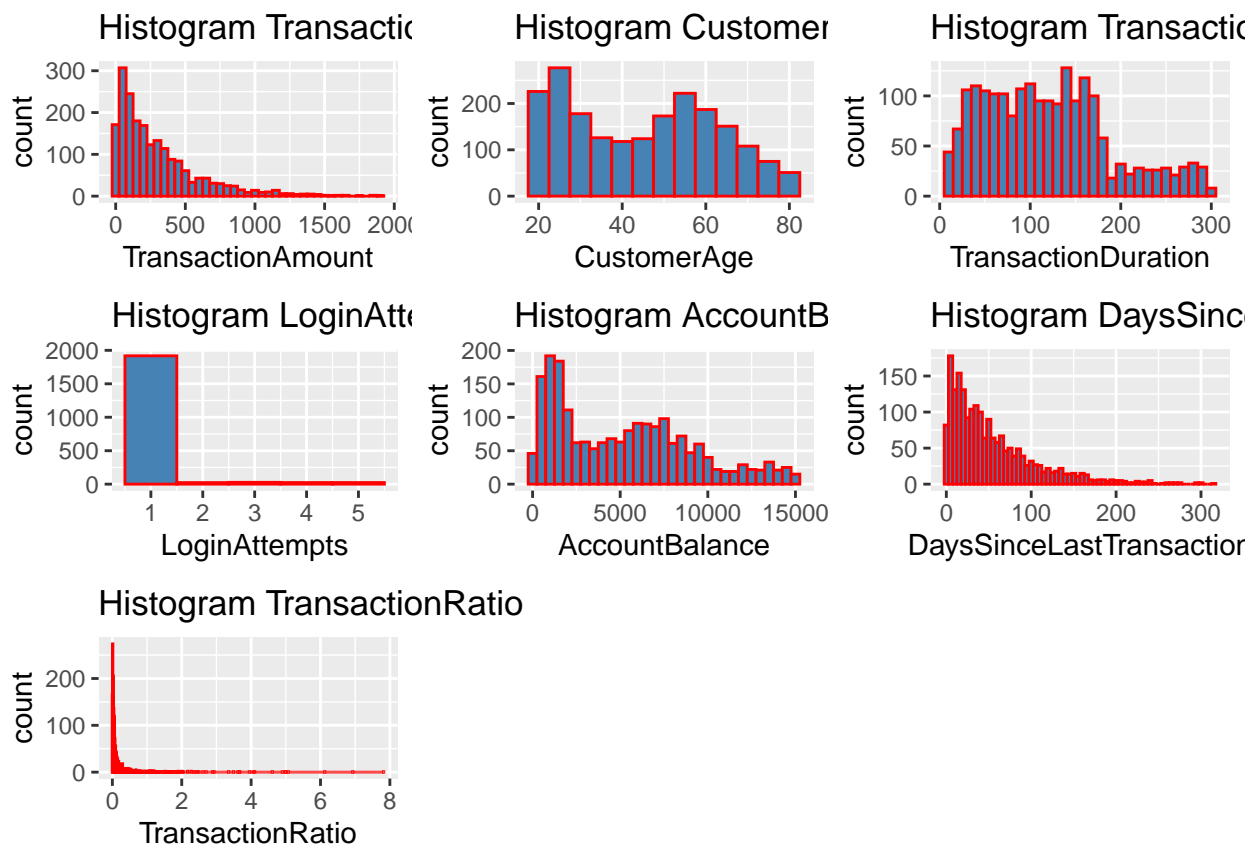 Histogram Transactio
300
200
100
0
count
0 500 1000 1500 2000
TransactionAmount
Histogram Customer
200
100
0
count
20 40 60 80
CustomerAge
Histogram Transactio
100
50
0
count
0 100 200 300
TransactionDuration
Histogram LoginAtte
2000
1500
1000
500
0
count
1 2 3 4 5
LoginAttempts
Histogram AccountB
200
150
100
50
0
count
0 5000 10000 15000
AccountBalance
Histogram DaysSince
150
100
50
0
count
0 100 200 300
DaysSinceLastTransaction
Histogram TransactionRatio
200
100
0
count
0 2 4 6 8
TransactionRatio